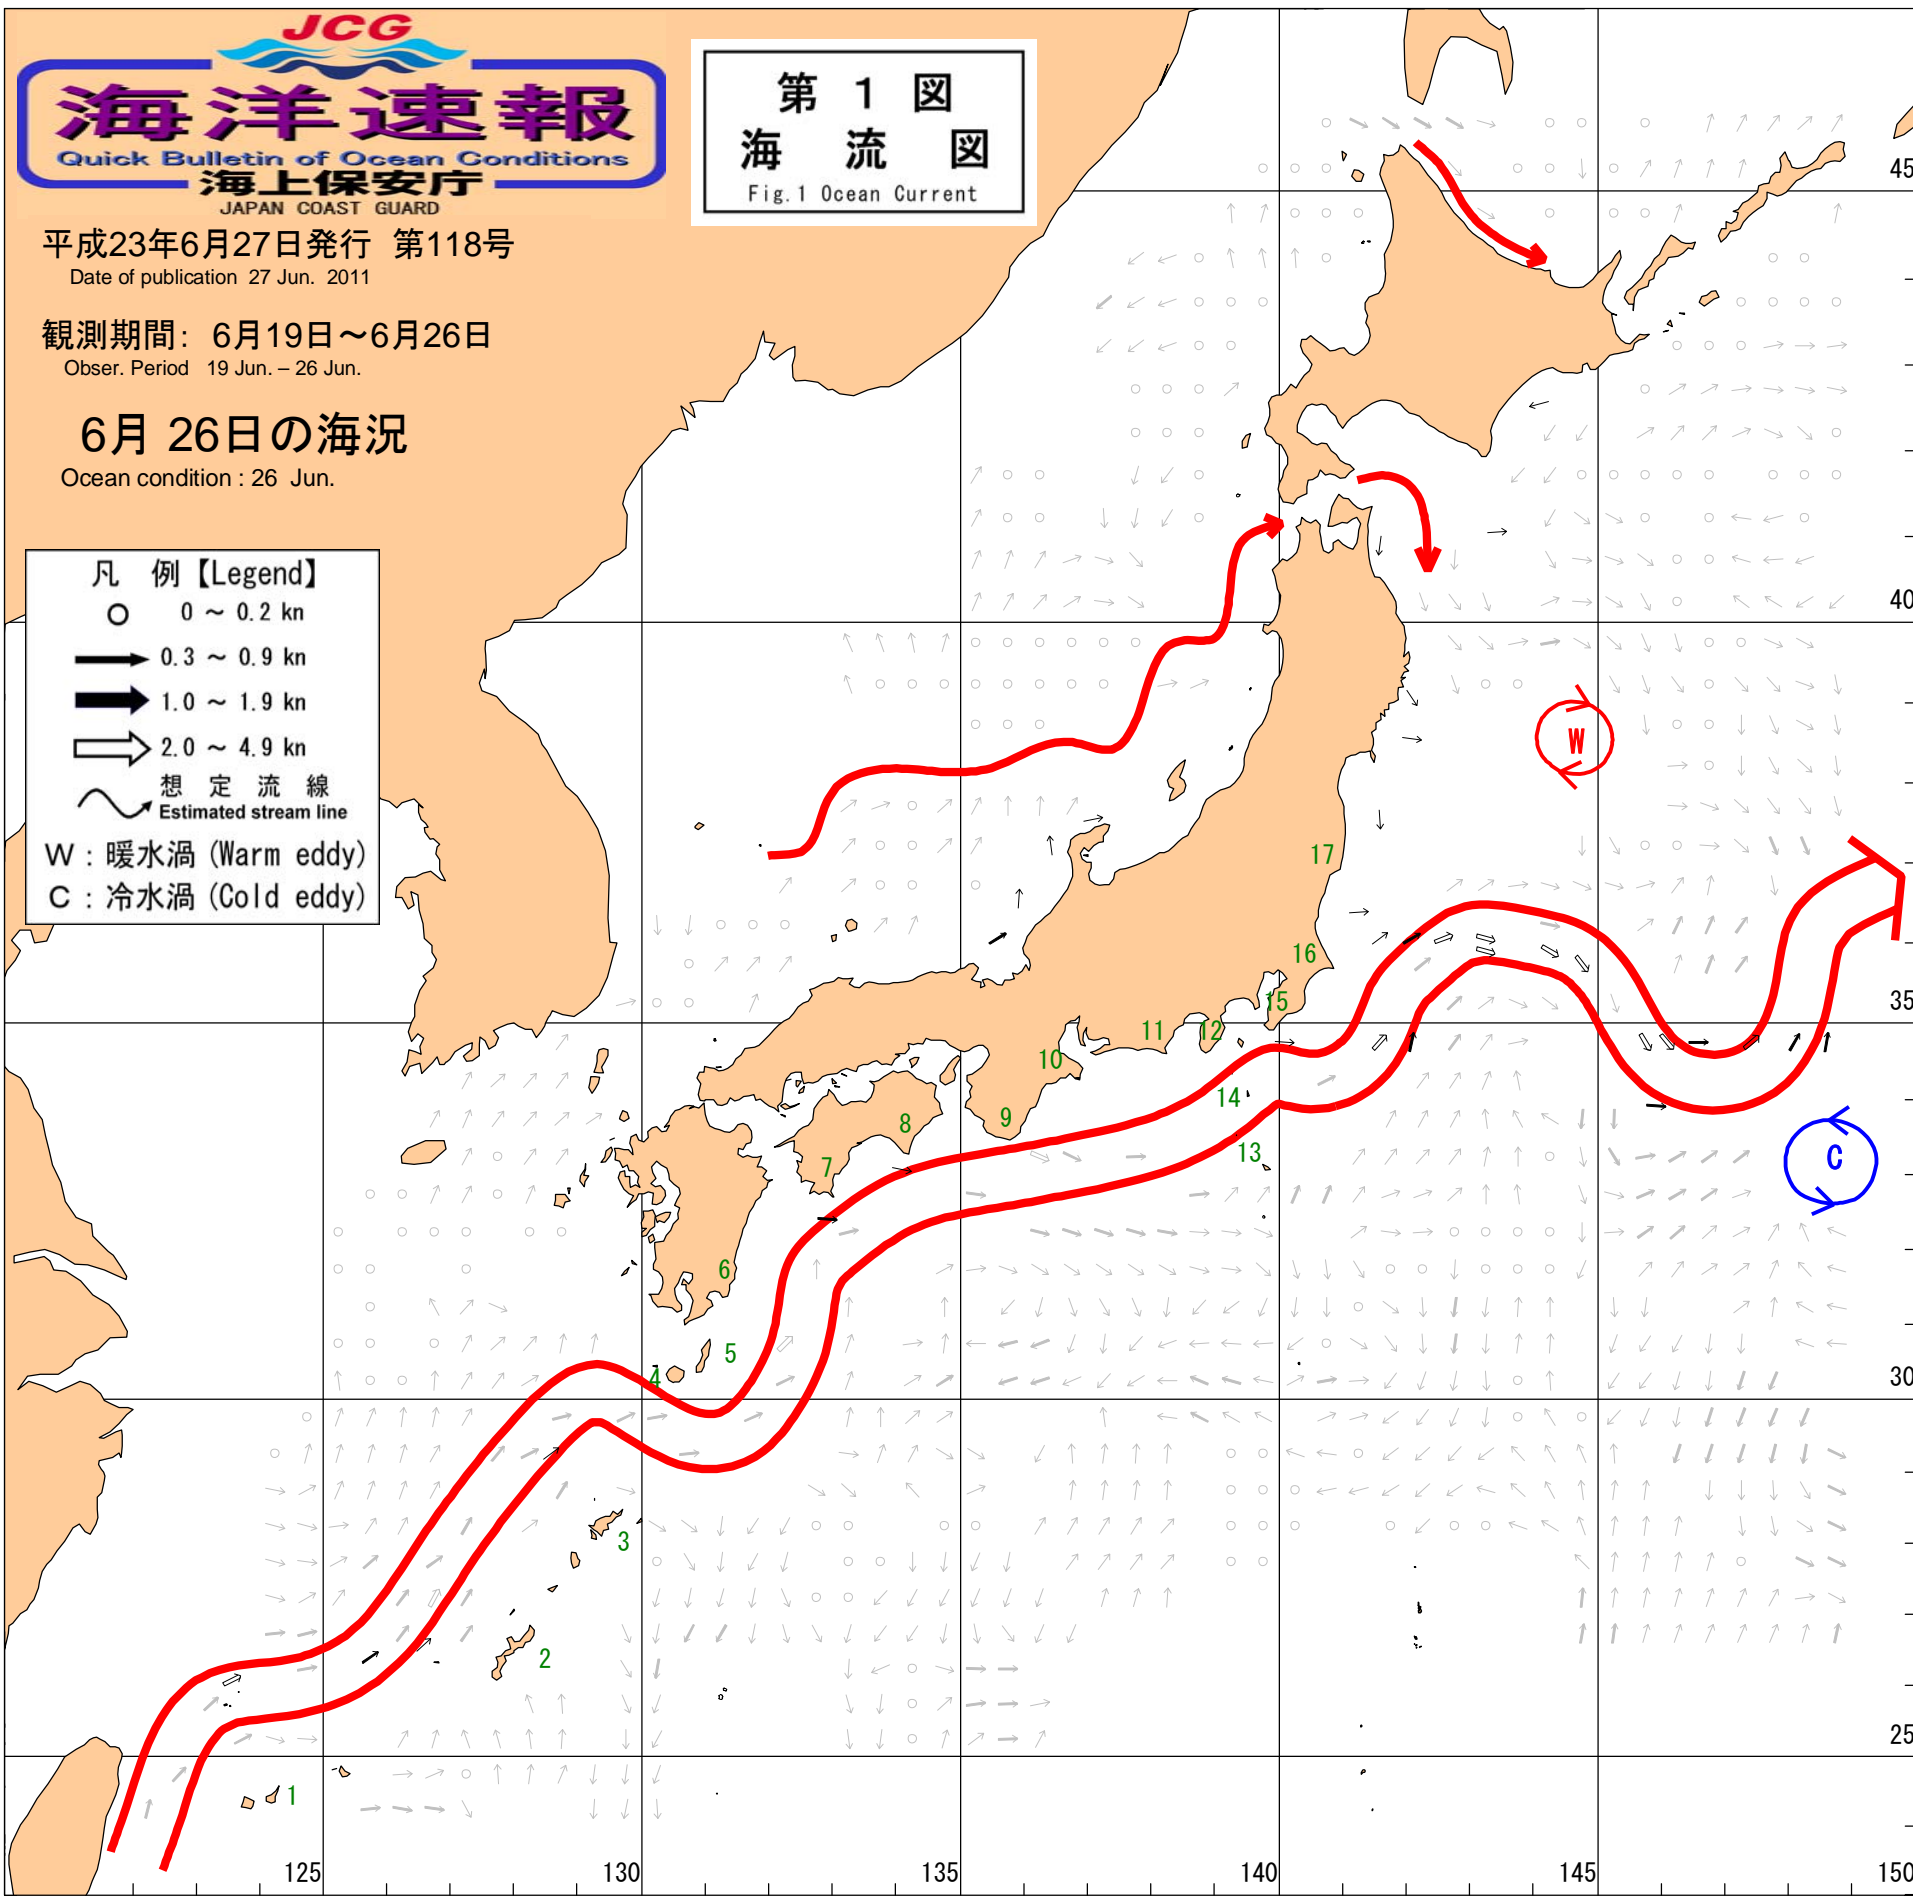 JCG
海洋速報
Quick Bulletin of Ocean Conditions
海上保安庁
JAPAN COAST GUARD
第 1 図
海 流 図
Fig.1 Ocean Current
平成23年6月27日発行 第118号
Date of publication 27 Jun. 2011
観測期間: 6月19日～6月26日
Obser. Period 19 Jun. – 26 Jun.
6月 26日の海況
Ocean condition : 26 Jun.
凡 例【Legend】
0 ～ 0.2 kn
0.3 ～ 0.9 kn
1.0 ～ 1.9 kn
2.0 ～ 4.9 kn
想 定 流 線
Estimated stream line
W : 暖水渦 (Warm eddy)
C : 冷水渦 (Cold eddy)
45
40
W
17
16
35
15
12
11
10
14
9
8
13
C
7
6
5
4
30
3
2
25
1
125
130
135
140
145
150